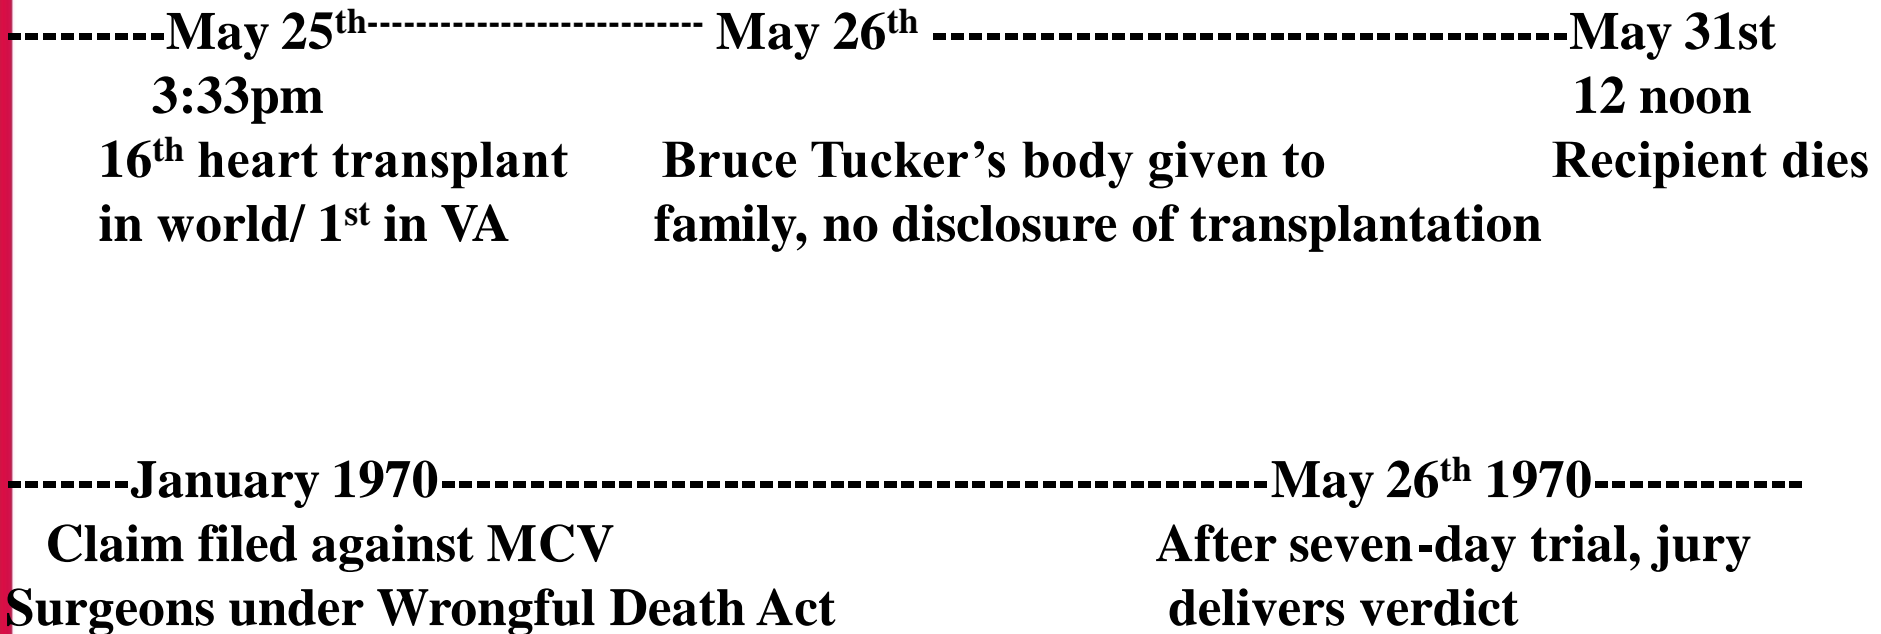 ---------May 25th-------------------------- May 26th -----------------------------------May 31st
3:33pm 12 noon
16th heart transplant Bruce Tucker’s body given to Recipient dies
in world/ 1st in VA family, no disclosure of transplantation
-------January 1970-----------------------------------------------May 26th 1970------------
Claim filed against MCV After seven-day trial, jury
Surgeons under Wrongful Death Act delivers verdict